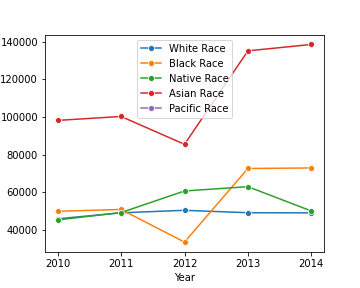 140000
120000
100000
80000
60000
40000
White Race
Black Race
Native Race
Asian Race
Pacific Race
2010 2011 2012 2013 2014
Year